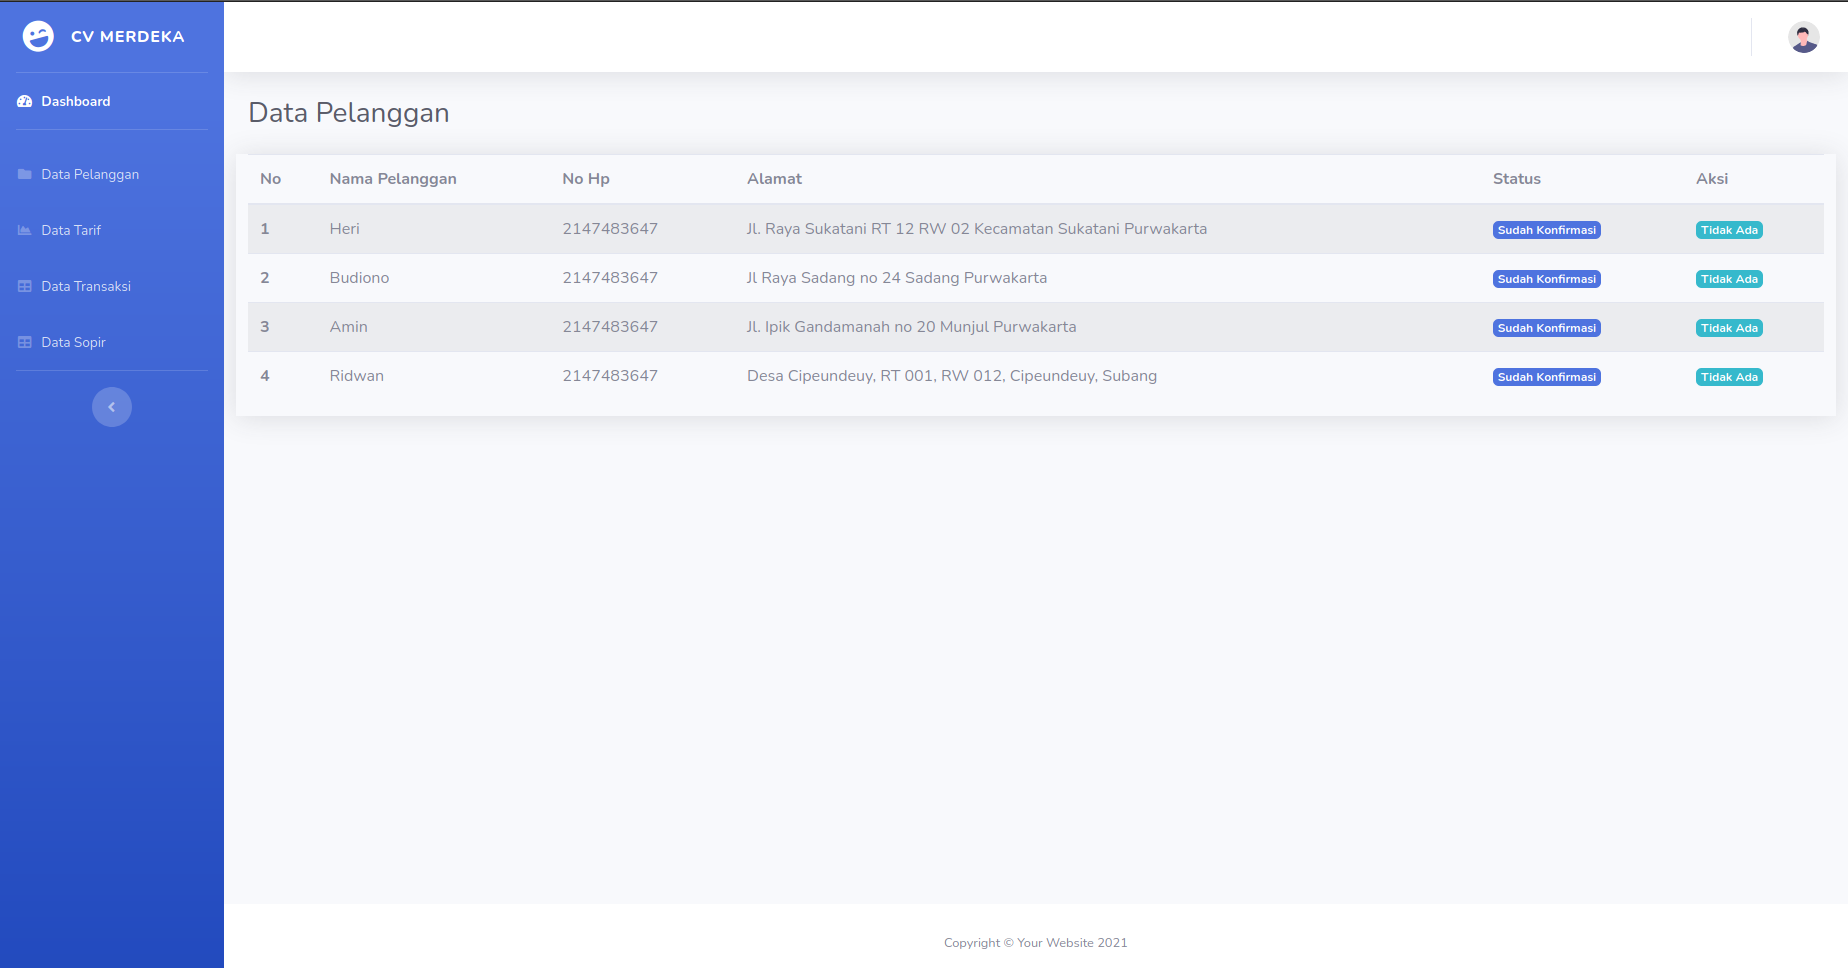 CV MERDEKA
Dashboard
Data Pelanggan
Data Tarif
Data Transaksi
Data Sopir
Data Pelanggan
No Nama Pelanggan No Hp Alamat Status Aksi
1 Heri 2147483647 Jl. Raya Sukatani RT 12 RW 02 Kecamatan Sukatani Purwakarta Sudah Konfirmasi Tidak Ada
2 Budiono 2147483647 Jl Raya Sadang no 24 Sadang Purwakarta Sudah Konfirmasi Tidak Ada
3 Amin 2147483647 Jl. Ipik Gandamanah no 20 Munjul Purwakarta Sudah Konfirmasi Tidak Ada
4 Ridwan 2147483647 Desa Cipeundeuy, RT 001, RW 012, Cipeundeuy, Subang Sudah Konfirmasi Tidak Ada
Copyright © Your Website 2021